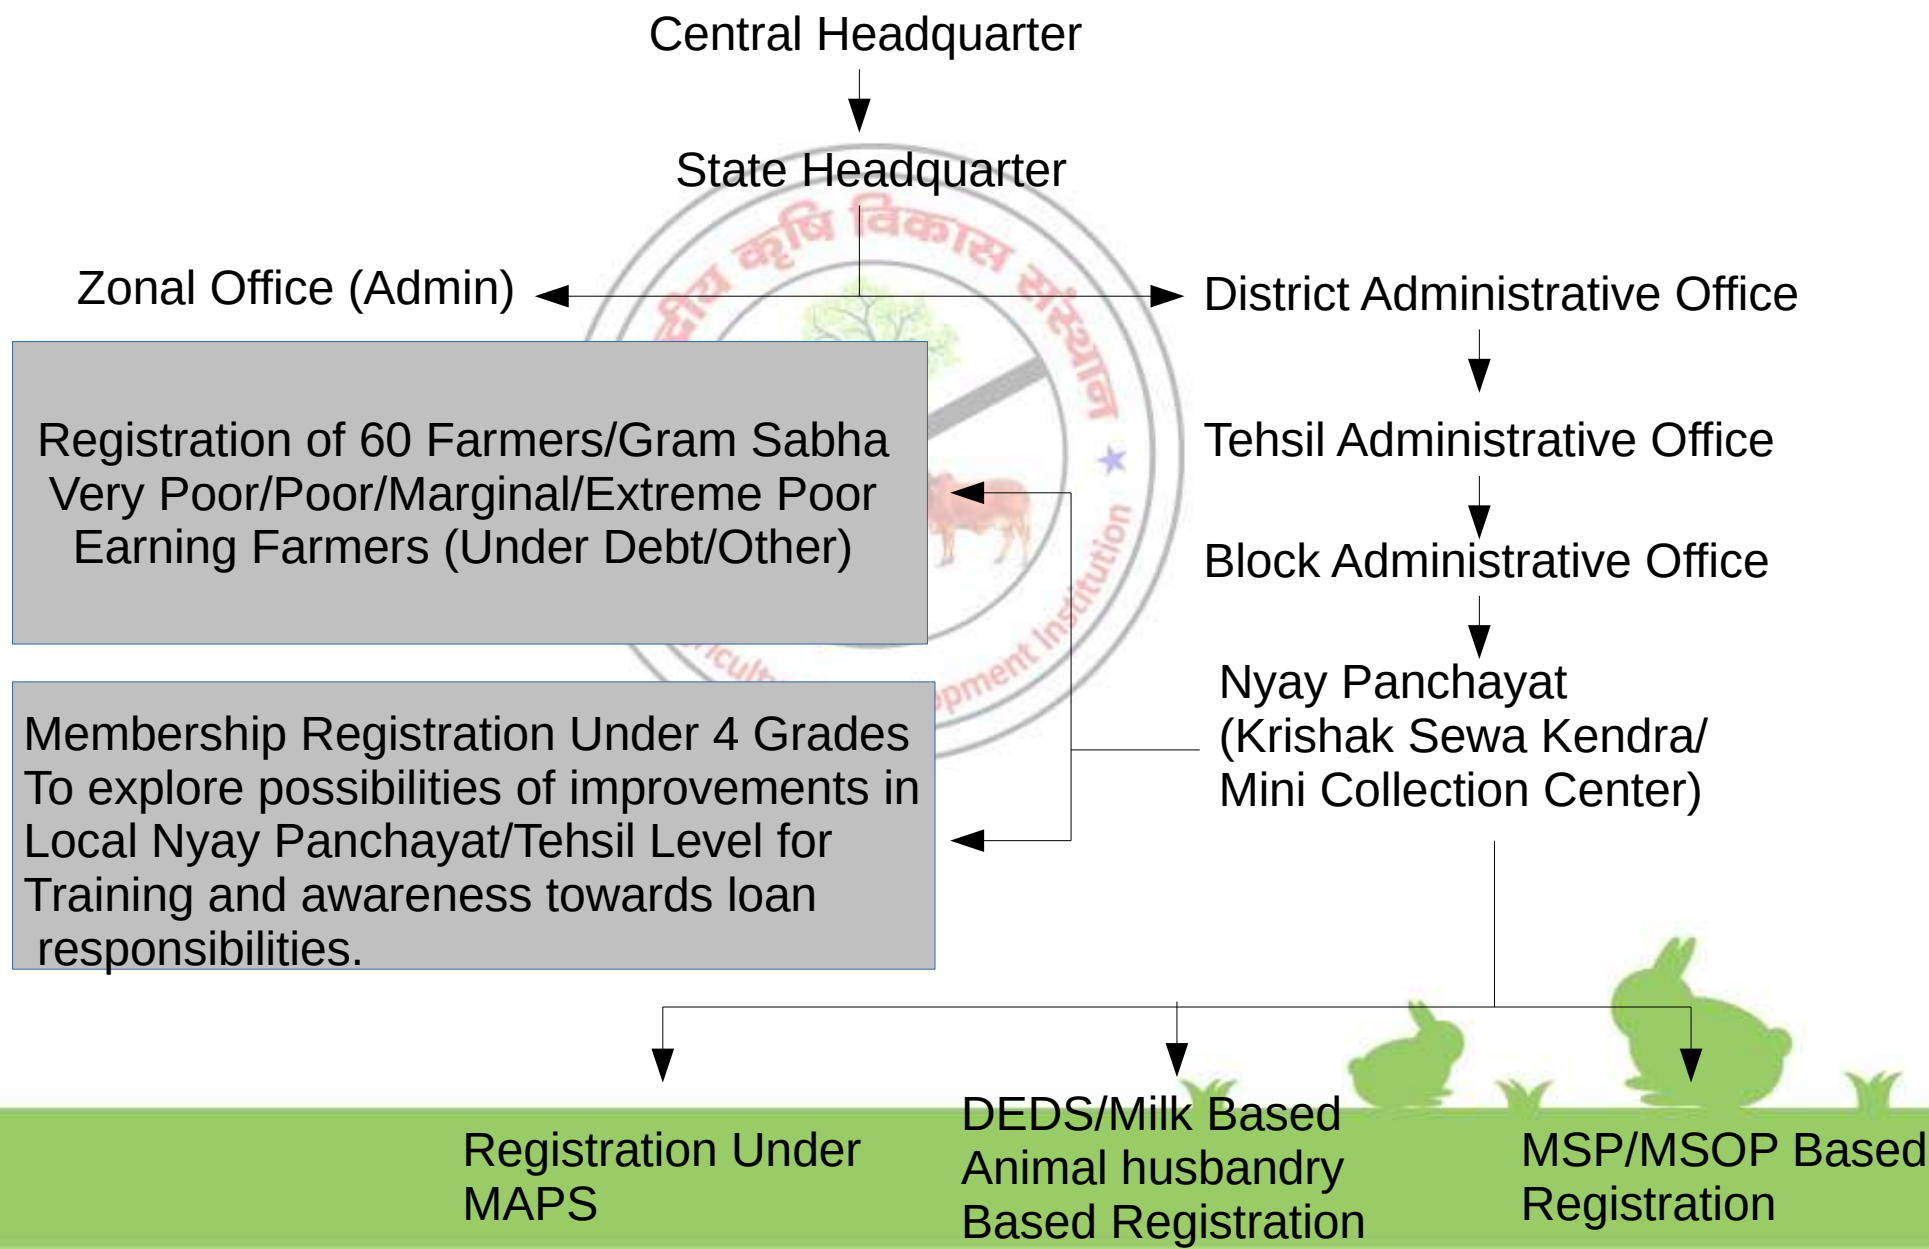 Central Headquarter
State Headquarter
कृषि विकास संस्थान
Zonal Office (Admin)
District Administrative Office
Registration of 60 Farmers/Gram Sabha
Very Poor/Poor/Marginal/Extreme Poor
Earning Farmers (Under Debt/Other)
Tehsil Administrative Office
Block Administrative Office
Institution
Nyay Panchayat
(Krishak Sewa Kendra/
Mini Collection Center)
Membership Registration Under 4 Grades
To explore possibilities of improvements in
Local Nyay Panchayat/Tehsil Level for
Training and awareness towards loan
responsibilities.
Registration Under
MAPS
DEDS/Milk Based
Animal husbandry
Based Registration
MSP/MSOP Based
Registration